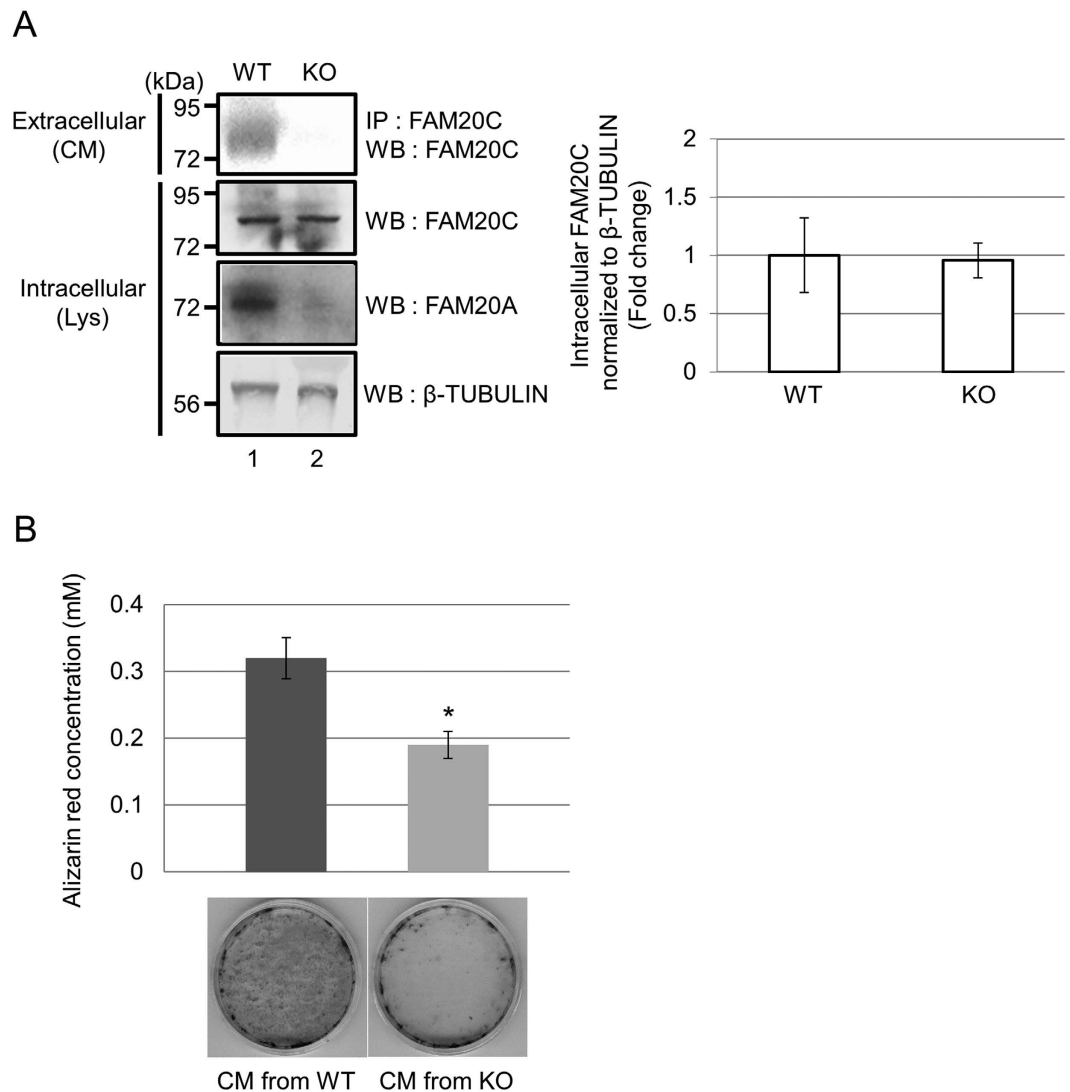 A
(kDa)
WT KO
Extracellular
(CM)
95
72
IP : FAM20C
WB : FAM20C
Intracellular
(Lys)
95
72
WB : FAM20C
72
WB : FAM20A
56
WB : β-TUBULIN
1 2
Intracellular FAM20C
normalized to β-TUBULIN
(Fold change)
2
1.5
1
0.5
0
WT KO
B
Alizarin red concentration (mM)
0.4
0.3
0.2
0.1
0
*
CM from WT CM from KO